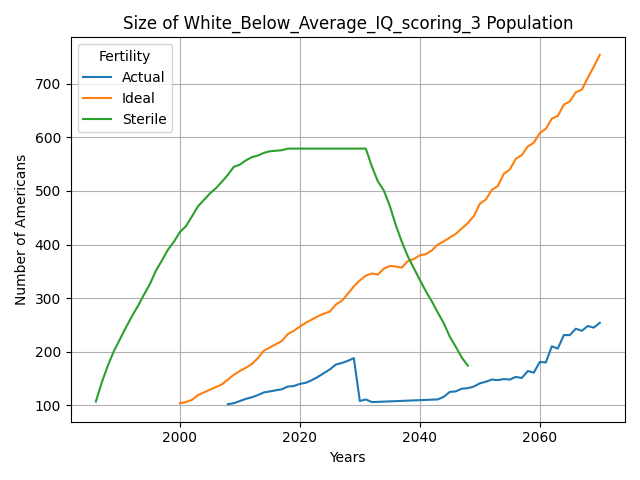 Size of White_Below_Average_IQ_scoring_3 Population
Fertility
Actual
Ideal
Sterile
Number of Americans
700
600
500
400
300
200
100
2000
2020
2040
2060
Years